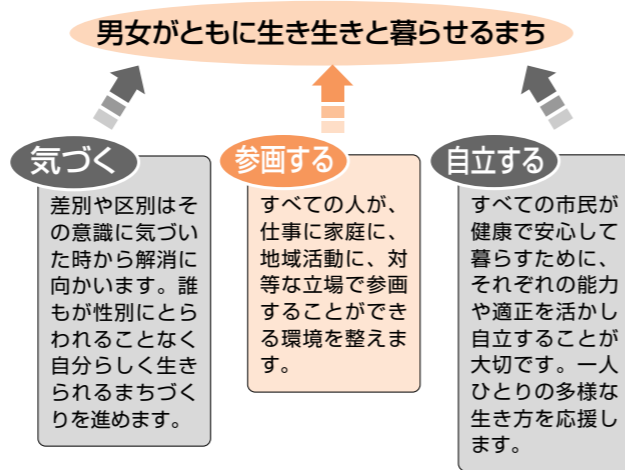 男女がともに生き生きと暮らせるまち
気づく
差別や区別はそ
の意識に気づい
た時から解消に
向かいます。誰
もが性別にとら
われることなく
自分らしく生き
られるまちづく
りを進めます。
参画する
すべての人が、
仕事に家庭に、
地域活動に、対
等な立場で参画
することができ
る環境を整えま
す。
自立する
すべての市民が
健康で安心して
暮らすために、
それぞれの能力
や適正を活かし
自立することが
大切です。一人
ひとりの多様な
生き方を応援し
ます。